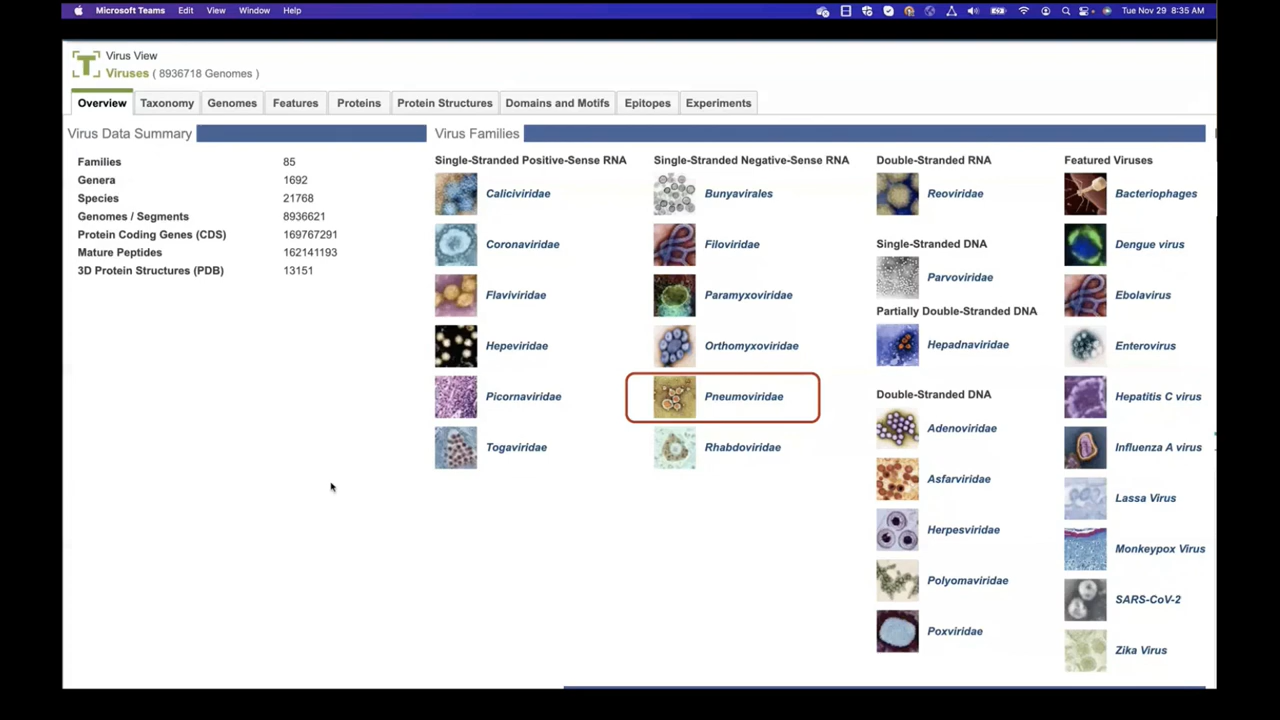 Microsoft Teams Edit View Window Help
Tue Nov 29 8:35 AM
Virus View
Viruses ( 8936718 Genomes )
Overview Taxonomy Genomes Features Proteins Protein Structures Domains and Motifs Epitopes Experiments
Virus Data Summary
Families 85
Genera 1692
Species 21768
Genomes / Segments 8936621
Protein Coding Genes (CDS) 169767291
Mature Peptides 162141193
3D Protein Structures (PDB) 13151
Virus Families
Single-Stranded Positive-Sense RNA
Caliciviridae
Coronaviridae
Flaviviridae
Hepeviridae
Picornaviridae
Togaviridae
Single-Stranded Negative-Sense RNA
Bunyavirales
Filoviridae
Paramyxoviridae
Orthomyxoviridae
Pneumoviridae
Rhabdoviridae
Double-Stranded RNA
Reoviridae
Single-Stranded DNA
Parvoviridae
Partially Double-Stranded DNA
Hepadnaviridae
Double-Stranded DNA
Adenoviridae
Asfarviridae
Herpesviridae
Polyomaviridae
Poxviridae
Featured Viruses
Bacteriophages
Dengue virus
Ebolavirus
Enterovirus
Hepatitis C virus
Influenza A virus
Lassa Virus
Monkeypox Virus
SARS-CoV-2
Zika Virus